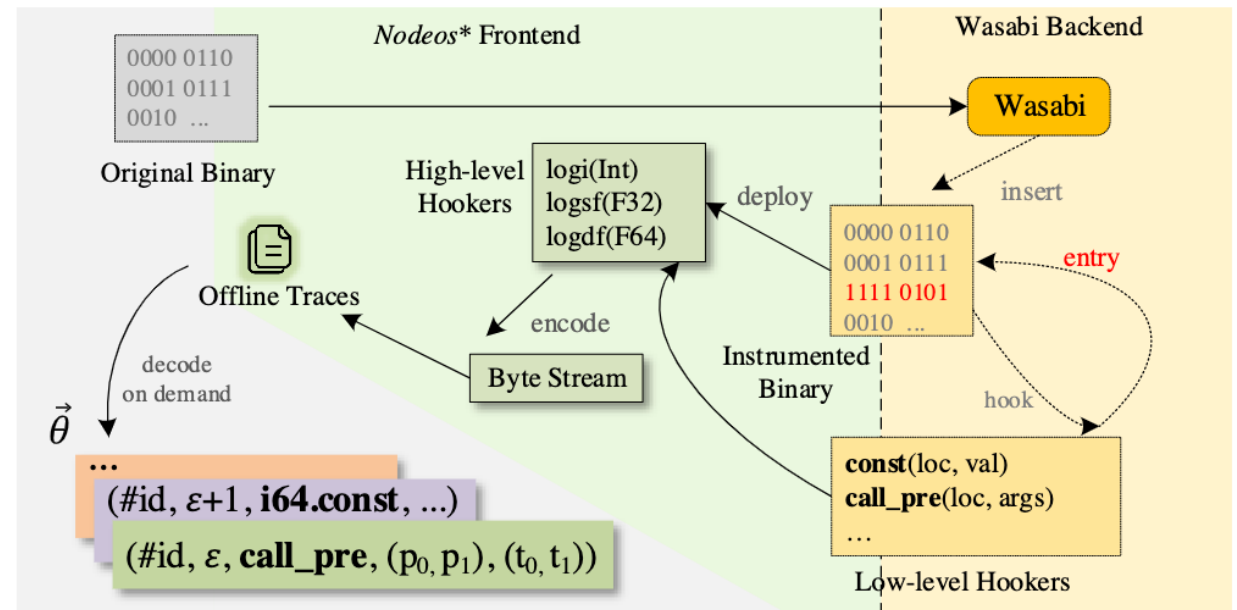 Nodeos* Frontend
Wasabi Backend
0000 0110
0001 0111
0010 ...
Original Binary
Wasabi
insert
High-level
Hookers
logi(Int)
logsf(F32)
logdf(F64)
deploy
0000 0110
0001 0111
1111 0101
0010 ...
entry
Instrumented
Binary
hook
Offline Traces
encode
Byte Stream
decode
on demand
const(loc, val)
call_pre(loc, args)
...
Low-level Hookers
θ⃗
...
(#id, ε+1, i64.const, ...)
(#id, ε, call_pre, (p₀, p₁), (t₀, t₁))